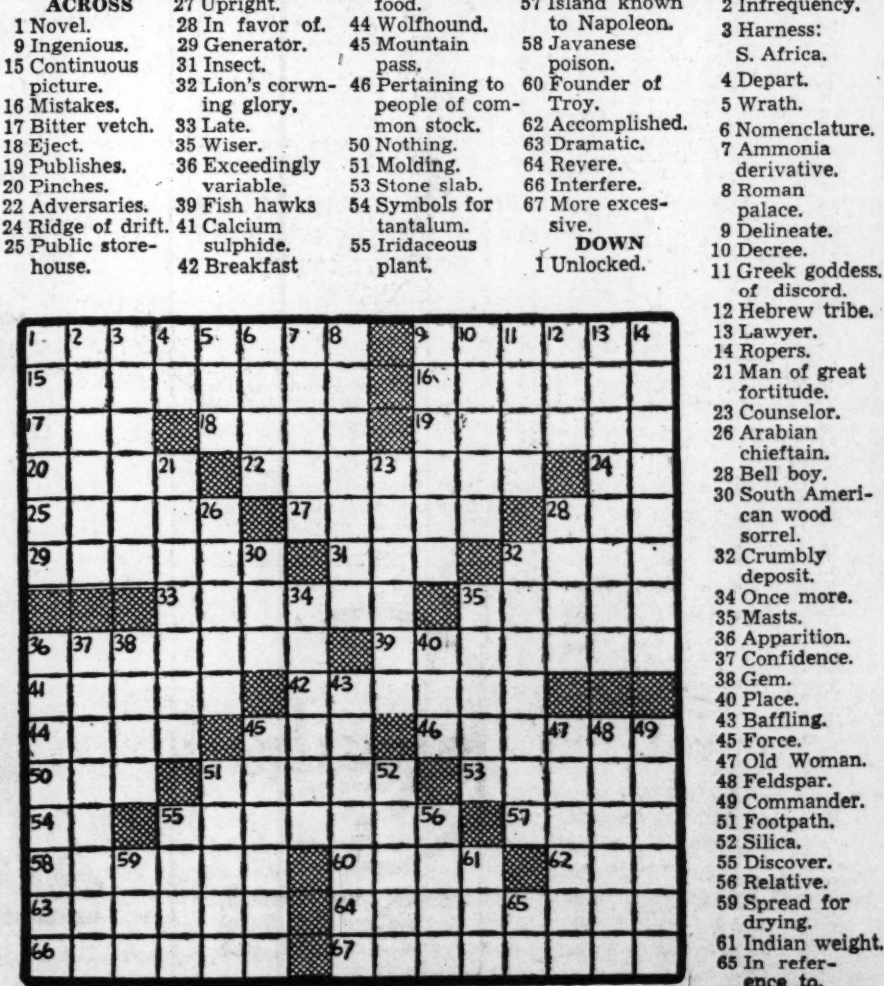 ACROSS
1 Novel.
9 Ingenious.
15 Continuous
picture.
16 Mistakes.
17 Bitter vetch.
18 Eject.
19 Publishes.
20 Pinches.
22 Adversaries.
24 Ridge of drift.
25 Public store-
house.
27 Upright.
28 In favor of.
29 Generator.
31 Insect.
32 Lion's corwn-
ing glory.
33 Late.
35 Wiser.
36 Exceedingly
variable.
39 Fish hawks
41 Calcium
sulphide.
42 Breakfast
food.
44 Wolfhound.
45 Mountain
pass.
46 Pertaining to
people of com-
mon stock.
50 Nothing.
51 Molding.
53 Stone slab.
54 Symbols for
tantalum.
55 Iridaceous
plant.
57 Island known
to Napoleon.
58 Javanese
poison.
60 Founder of
Troy.
62 Accomplished.
63 Dramatic.
64 Revere.
66 Interfere.
67 More exces-
sive.
DOWN
1 Unlocked.
2 Infrequency.
3 Harness:
S. Africa.
4 Depart.
5 Wrath.
6 Nomenclature.
7 Ammonia
derivative.
8 Roman
palace.
9 Delineate.
10 Decree.
11 Greek goddess.
of discord.
12 Hebrew tribe.
13 Lawyer.
14 Ropers.
21 Man of great
fortitude.
23 Counselor.
26 Arabian
chieftain.
28 Bell boy.
30 South Ameri-
can wood
sorrel.
32 Crumbly
deposit.
34 Once more.
35 Masts.
36 Apparition.
37 Confidence.
38 Gem.
40 Place.
43 Baffling.
45 Force.
47 Old Woman.
48 Feldspar.
49 Commander.
51 Footpath.
52 Silica.
55 Discover.
56 Relative.
59 Spread for
drying.
61 Indian weight.
65 In refer-
ence to.
1 2 3 4 5 6 7 8 9 10 11 12 13 14
15 16
17 18 19
20 21 22 23 24
25 26 27 28
29 30 31 32
33 34 35
36 37 38 39 40
41 42 43
44 45 46 47 48 49
50 51 52 53
54 55 56 57
58 59 60 61 62
63 64 65
66 67